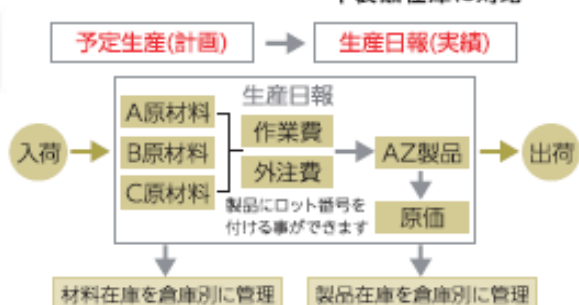 予定生産(計画)
生産日報(実績)
生産日報
入荷
A原材料
B原材料
C原材料
作業費
外注費
AZ製品
出荷
製品にロット番号を
付ける事ができます
原価
材料在庫を倉庫別に管理
製品在庫を倉庫別に管理